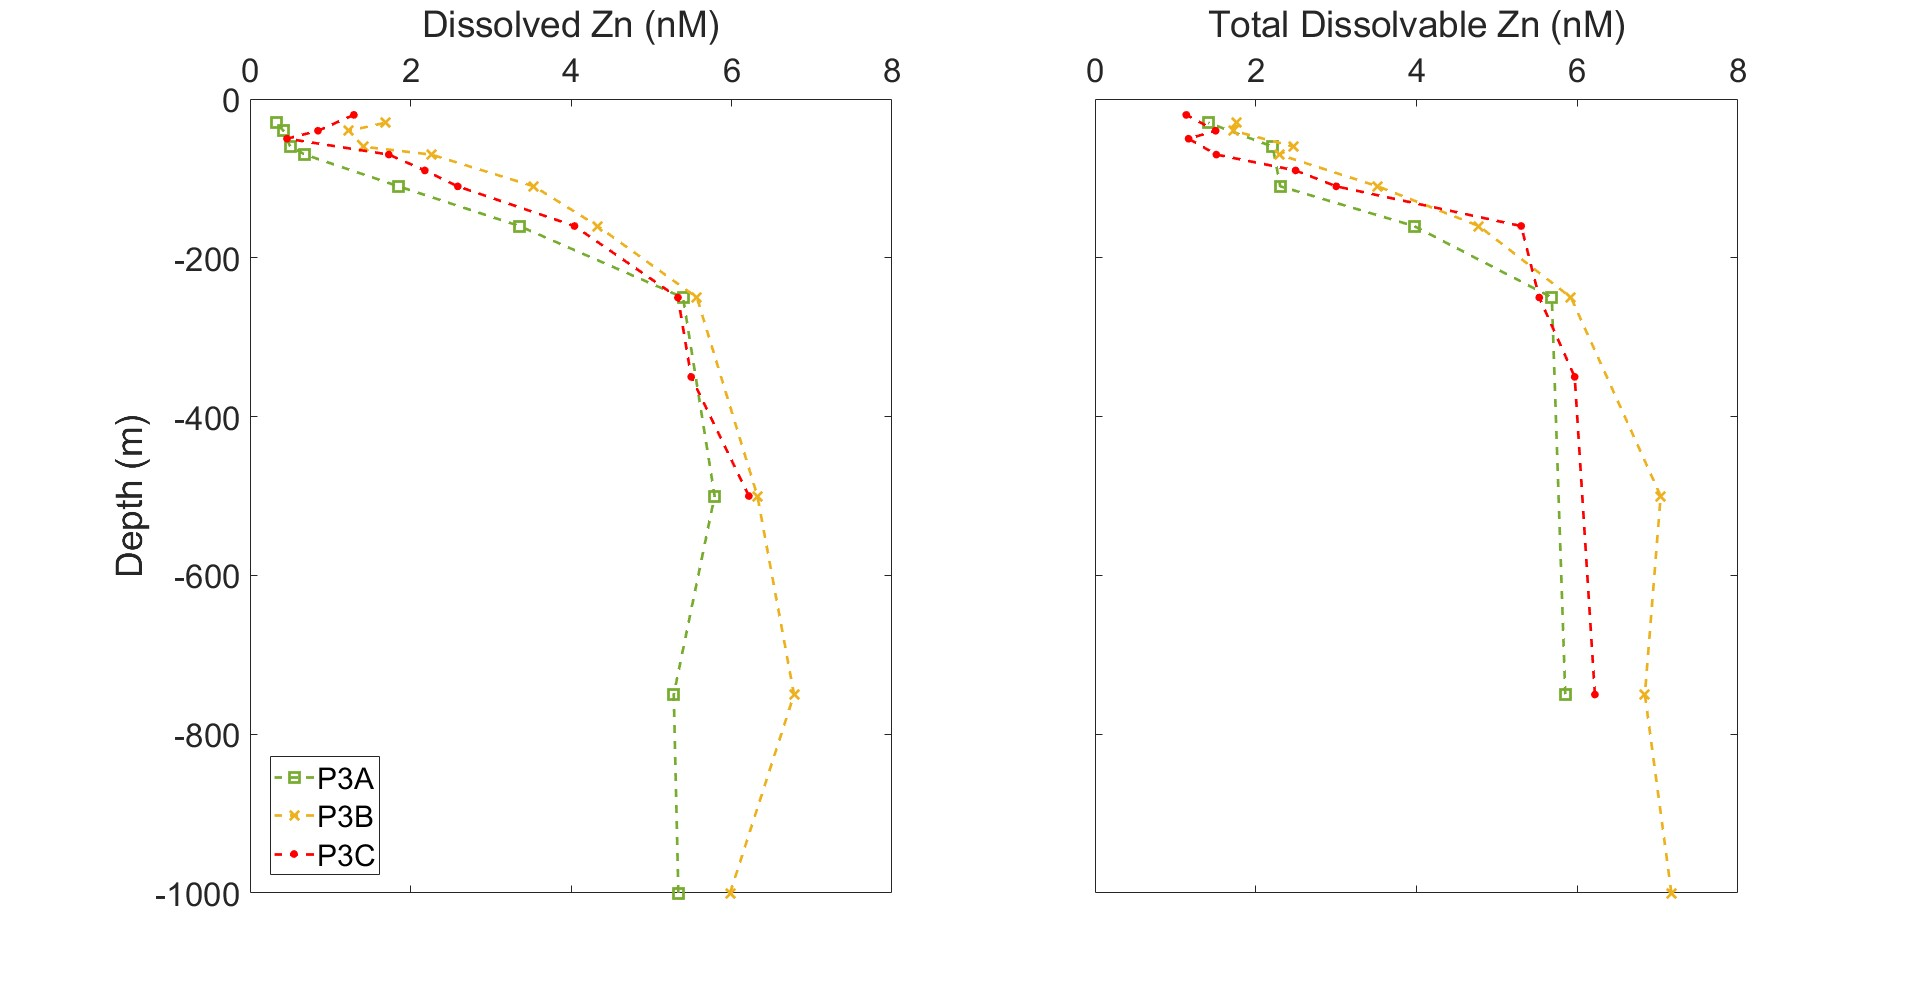 Dissolved Zn (nM)
Total Dissolvable Zn (nM)
0 2 4 6 8
0 2 4 6 8
0
-200
-400
-600
-800
-1000
Depth (m)
P3A
P3B
P3C